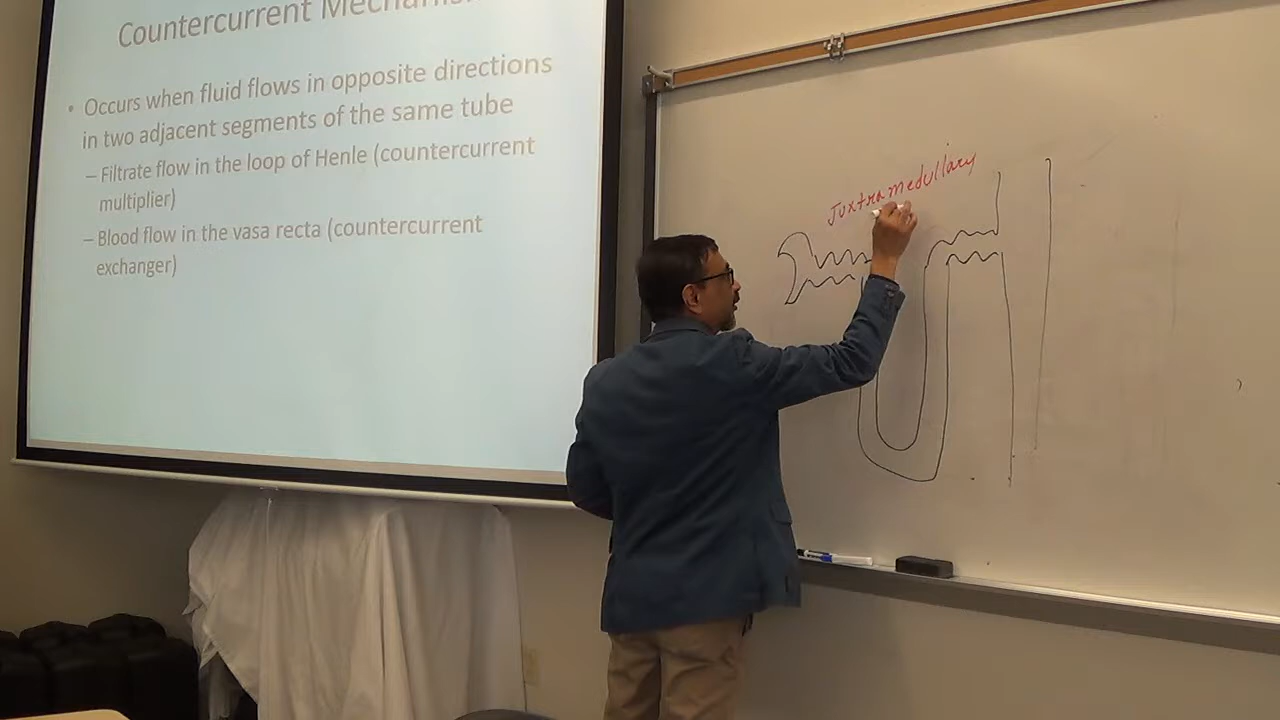 Countercurrent Mechanism
• Occurs when fluid flows in opposite directions
in two adjacent segments of the same tube
– Filtrate flow in the loop of Henle (countercurrent
multiplier)
– Blood flow in the vasa recta (countercurrent
exchanger)
Juxtramedullary